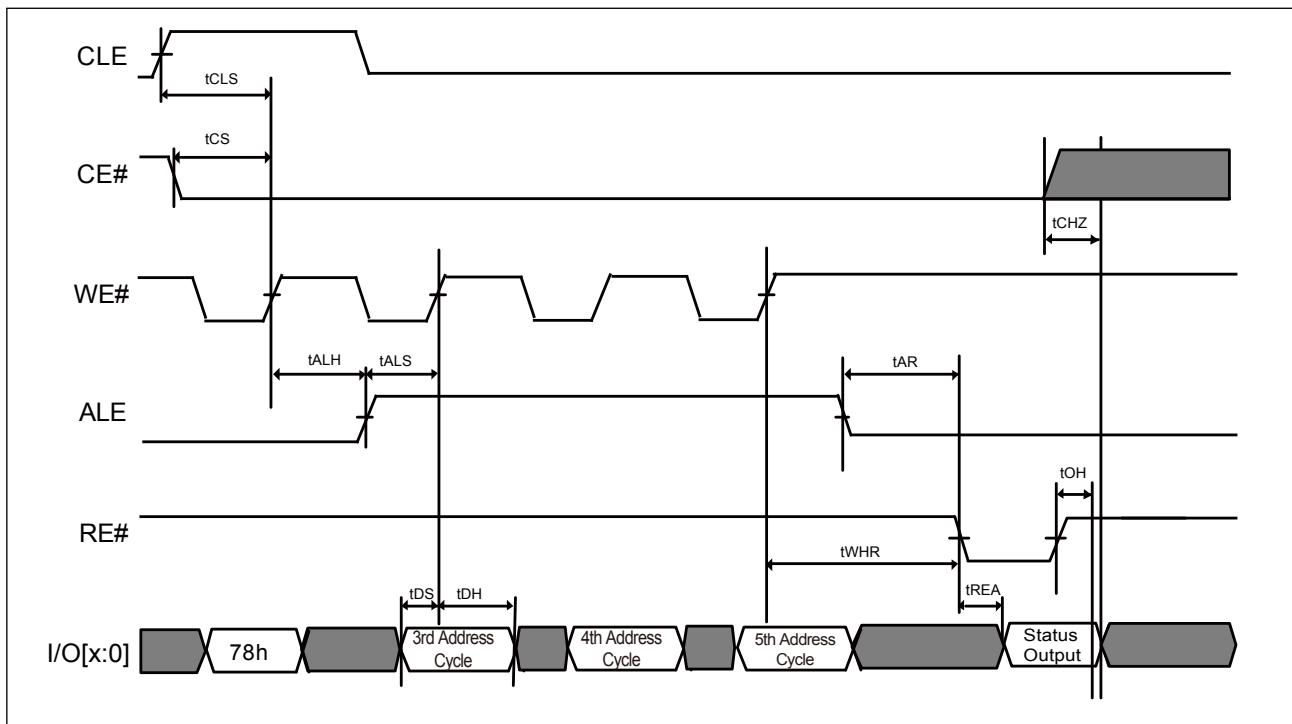 CLE
tCLS
tCS
CE#
tCHZ
WE#
tALH
tALS
tAR
ALE
tOH
RE#
tWHR
tREA
tDS
tDH
I/O[x:0]
78h
3rd Address
Cycle
4th Address
Cycle
5th Address
Cycle
Status
Output